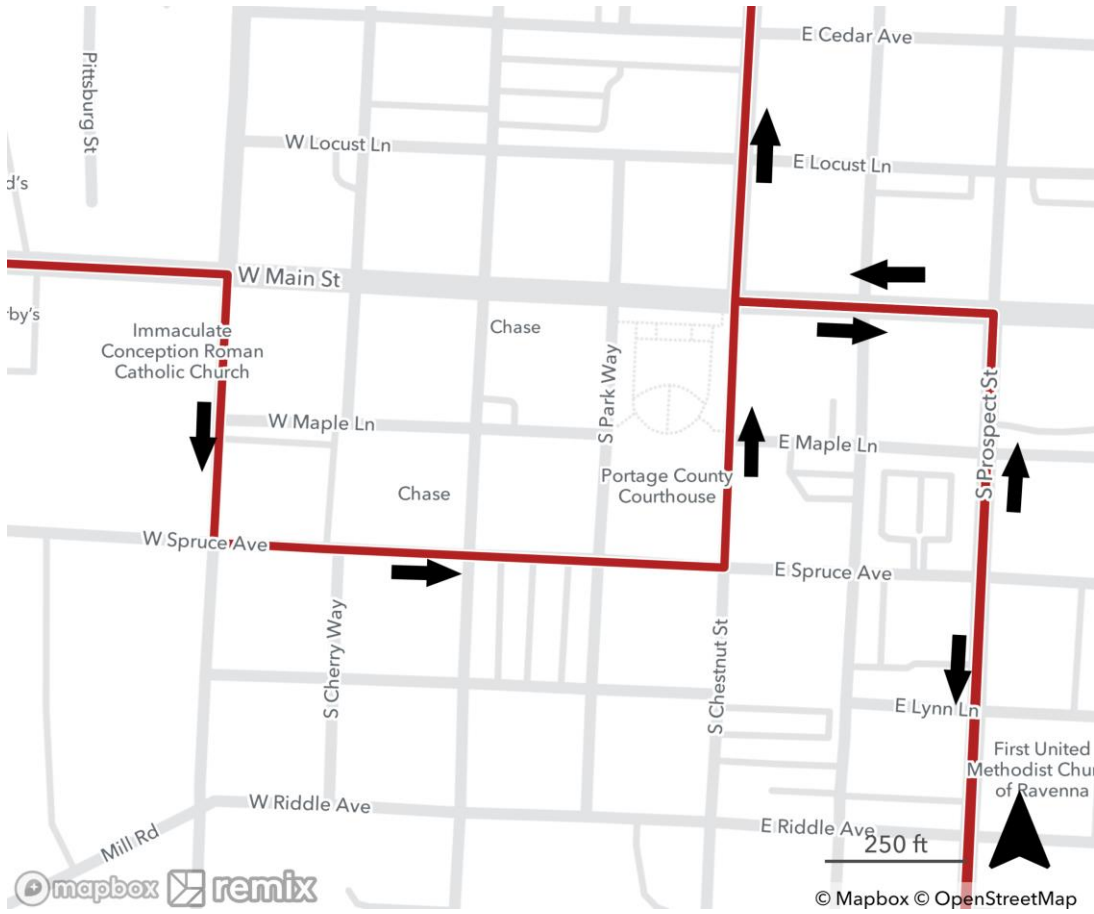 E Cedar Ave
Pittsburg St
W Locust Ln
E Locust Ln
d's
W Main St
rby's
Immaculate
Conception Roman
Catholic Church
Chase
S Park Way
W Maple Ln
E Maple Ln
S Prospect St
Portage County
Courthouse
Chase
W Spruce Ave
E Spruce Ave
S Cherry Way
S Chestnut St
E Lynn Ln
First United
Methodist Chur
of Ravenna
W Riddle Ave
E Riddle Ave
Mill Rd
250 ft
mapbox remix
© Mapbox © OpenStreetMap